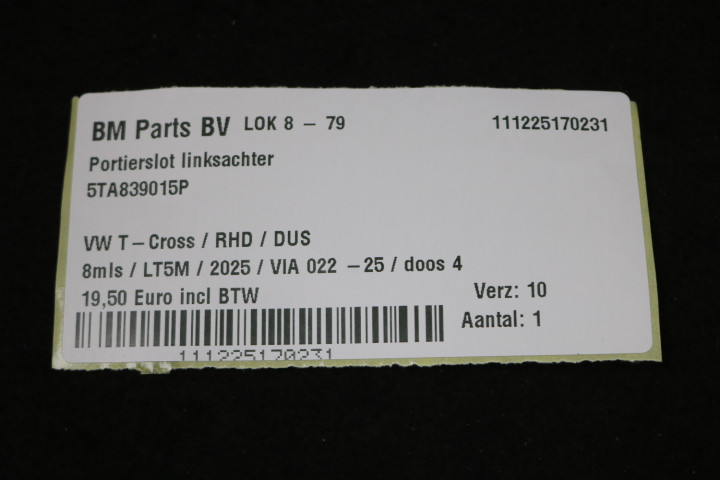 BM Parts BV LOK 8 – 79 111225170231
Portierslot linksachter
5TA839015P
VW T–Cross / RHD / DUS
8mls / LT5M / 2025 / VIA 022 –25 / doos 4
19,50 Euro incl BTW Verz: 10
Aantal: 1
111225170231